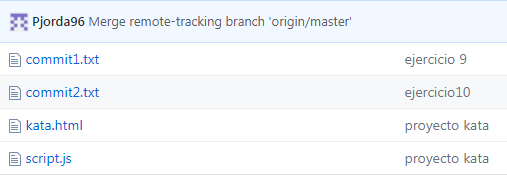 Pjorda96 Merge remote-tracking branch 'origin/master'
commit1.txt ejercicio 9
commit2.txt ejercicio10
kata.html proyecto kata
script.js proyecto kata